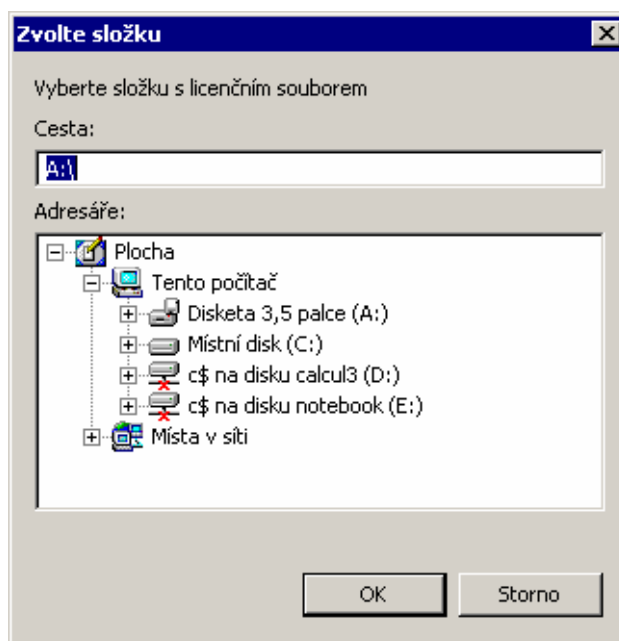 Zvolte složku
Vyberte složku s licenčním souborem
Cesta:
A:\
Adresáře:
Plocha
Tento počítač
Disketa 3,5 palce (A:)
Místní disk (C:)
c$ na disku calcul3 (D:)
c$ na disku notebook (E:)
Místa v síti
OK Storno